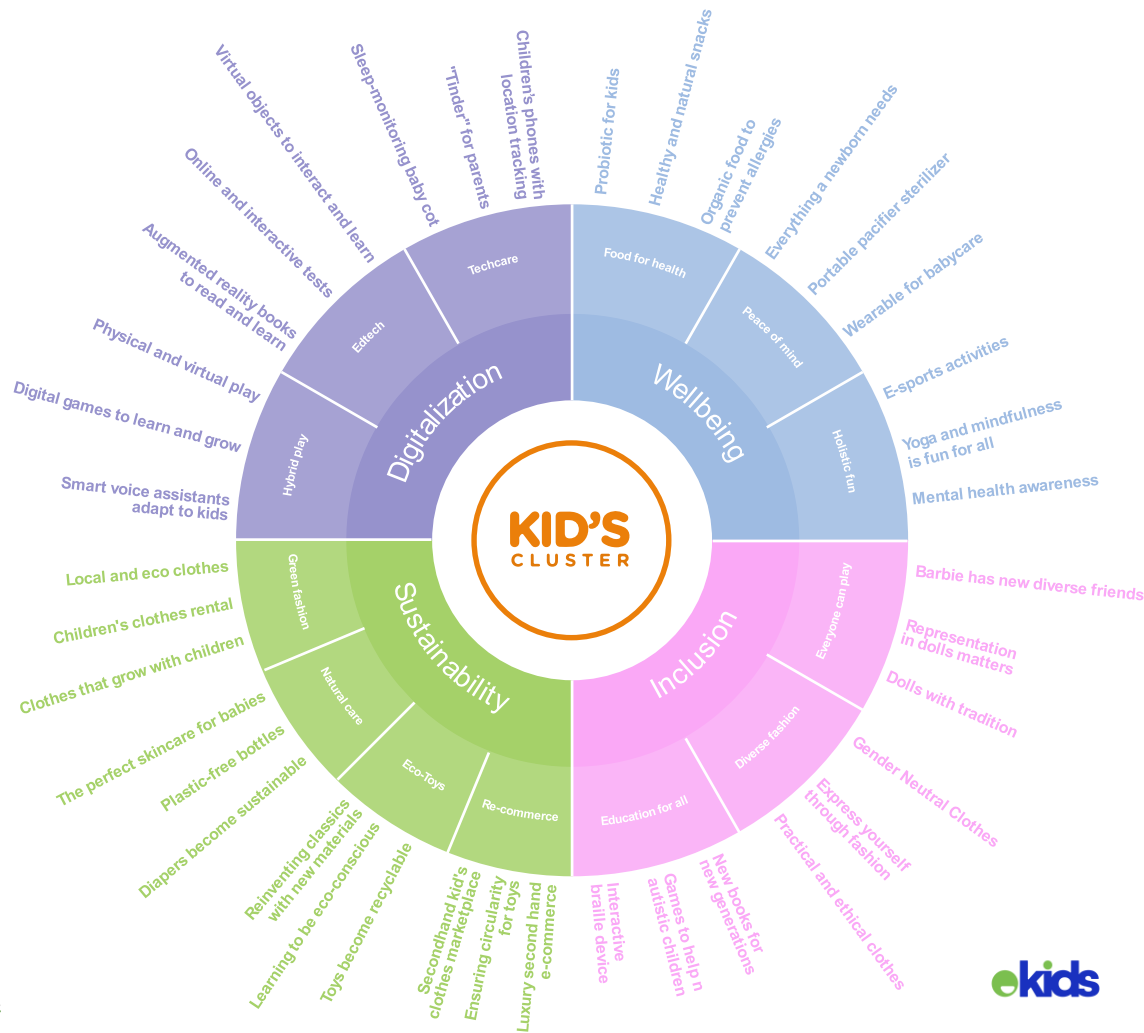 KID'S
CLUSTER
Digitalization
Techcare
Children's phones with
location tracking
"Tinder" for parents
Sleep-monitoring baby cot
Edtech
Virtual objects to interact and learn
Online and interactive tests
Augmented reality books
to read and learn
Hybrid play
Physical and virtual play
Digital games to learn and grow
Smart voice assistants
adapt to kids
Wellbeing
Food for health
Probiotic for kids
Healthy and natural snacks
Organic food to
prevent allergies
Peace of mind
Everything a newborn needs
Portable pacifier sterilizer
Wearable for babycare
Holistic fun
E-sports activities
Yoga and mindfulness
is fun for all
Mental health awareness
Inclusion
Everyone can play
Barbie has new diverse friends
Representation
in dolls matters
Dolls with tradition
Diverse fashion
Gender Neutral Clothes
Express yourself
through fashion
Practical and ethical clothes
Education for all
New books for
new generations
Games to help n
autistic children
Interactive
braille device
Sustainability
Green fashion
Local and eco clothes
Children's clothes rental
Clothes that grow with children
Natural care
The perfect skincare for babies
Plastic-free bottles
Diapers become sustainable
Eco-Toys
Reinventing classics
with new materials
Learning to be eco-conscious
Toys become recyclable
Re-commerce
Secondhand kid's
clothes marketplace
Ensuring circularity
for toys
Luxury second hand
e-commerce
kids